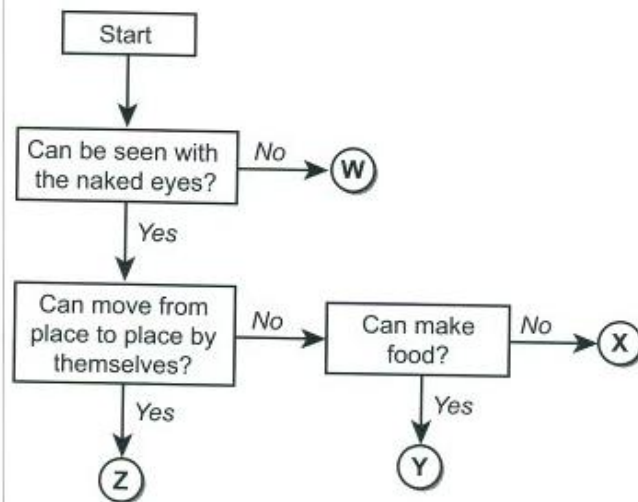 Start
Can be seen with
the naked eyes?
No
W
Yes
Can move from
place to place by
themselves?
No
Can make
food?
No
X
Yes
Yes
Z
Y